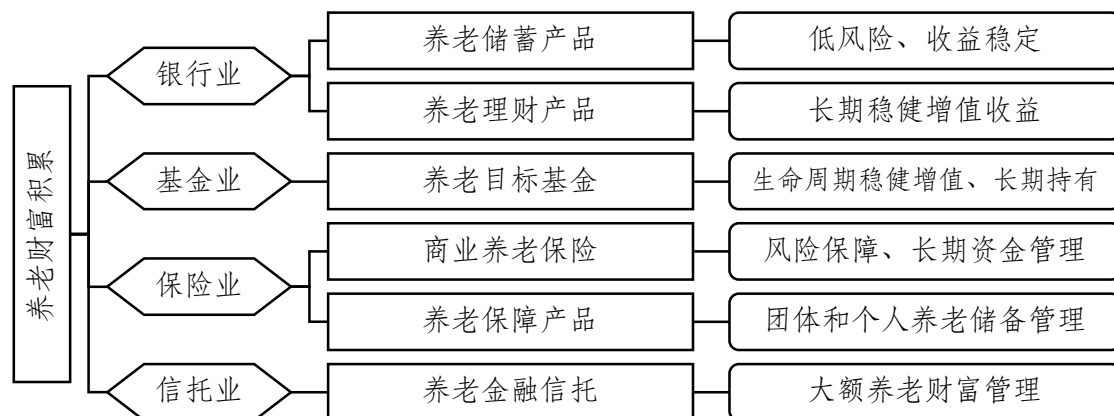 养老财富积累
银行业
养老储蓄产品
低风险、收益稳定
养老理财产品
长期稳健增值收益
基金业
养老目标基金
生命周期稳健增值、长期持有
保险业
商业养老保险
风险保障、长期资金管理
养老保障产品
团体和个人养老储备管理
信托业
养老金融信托
大额养老财富管理